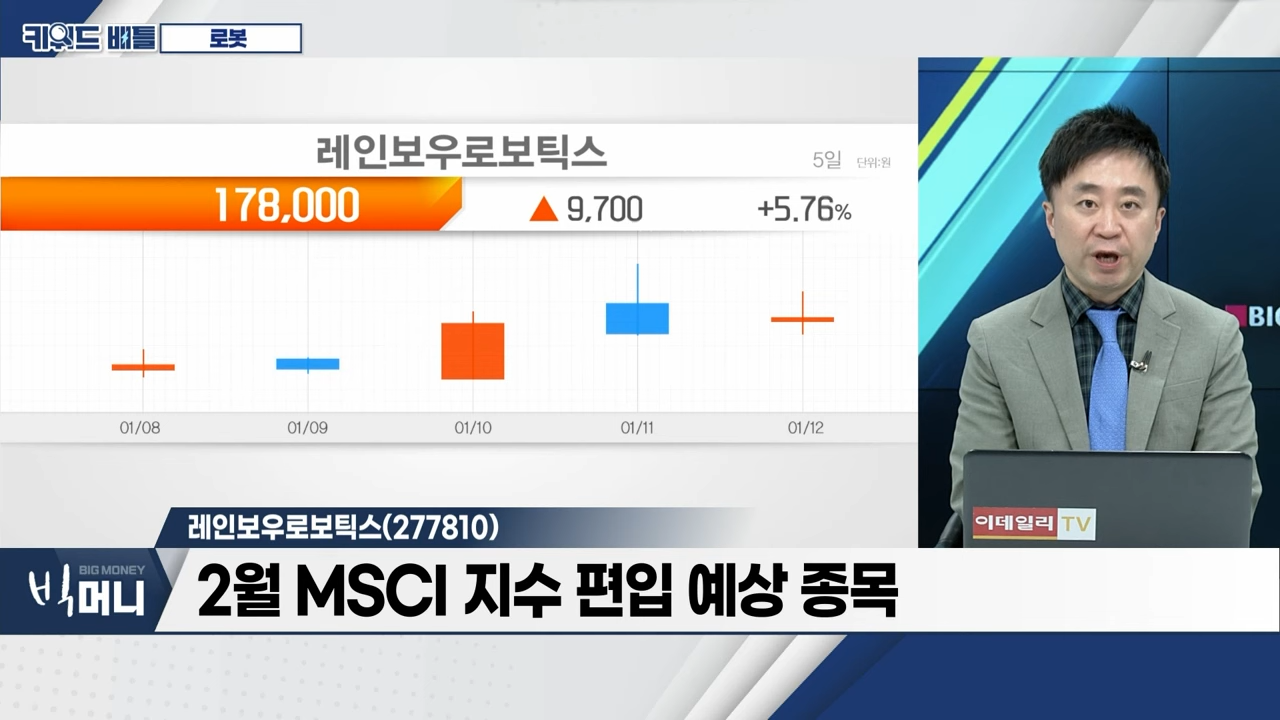 키워드 배틀
로봇
레인보우로보틱스
5일 단위:원
178,000 ▲ 9,700 +5.76%
01/08 01/09 01/10 01/11 01/12
BIG
이데일리 TV
레인보우로보틱스(277810)
BIG MONEY
빅머니
2월 MSCI 지수 편입 예상 종목